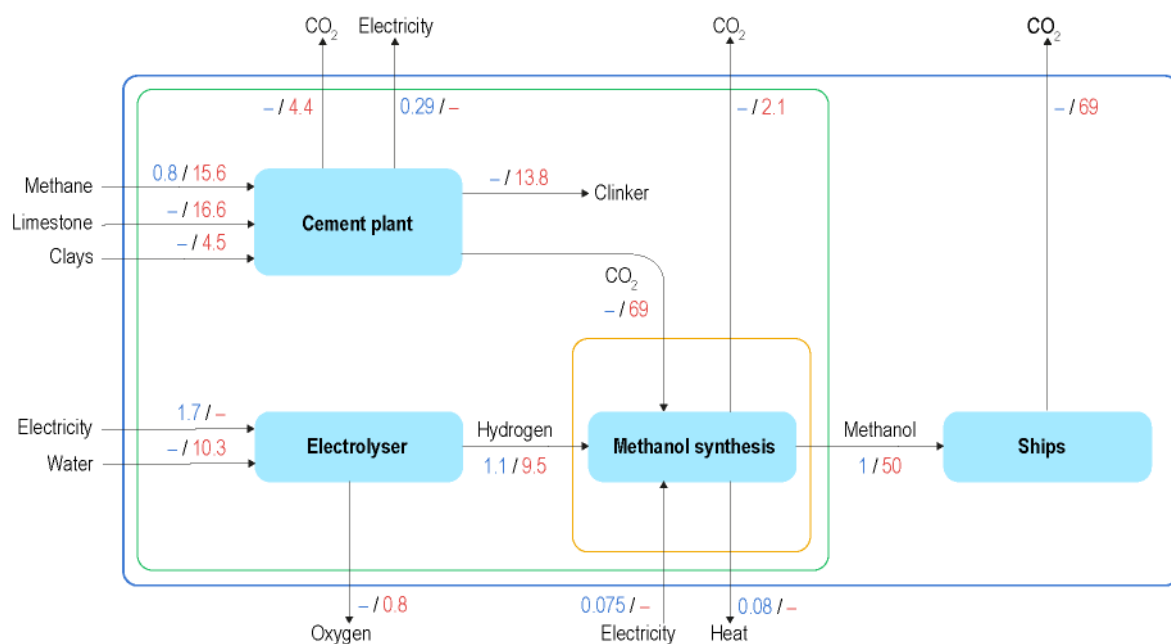 CO₂
Electricity
CO₂
CO₂
– / 4.4
0.29 / –
– / 2.1
– / 69
Methane
0.8 / 15.6
Limestone
– / 16.6
Clays
– / 4.5
Cement plant
– / 13.8
Clinker
CO₂
– / 69
Electricity
1.7 / –
Water
– / 10.3
Electrolyser
Hydrogen
1.1 / 9.5
Methanol synthesis
Methanol
1 / 50
Ships
– / 0.8
0.075 / –
0.08 / –
Oxygen
Electricity
Heat